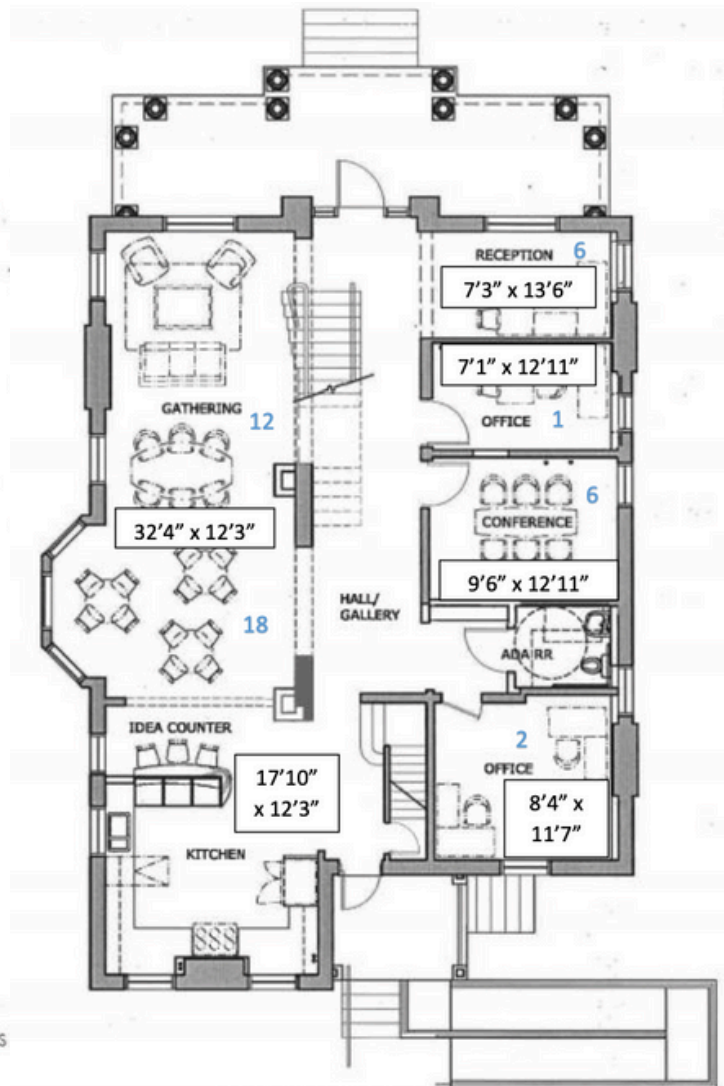 RECEPTION 6
7’3” x 13’6”
7’1” x 12’11”
OFFICE 1
GATHERING 12
CONFERENCE 6
9’6” x 12’11”
32’4” x 12’3”
HALL/
GALLERY
18
ADA RR
IDEA COUNTER
17’10”
x 12’3”
KITCHEN
2
OFFICE
8’4” x
11’7”
S